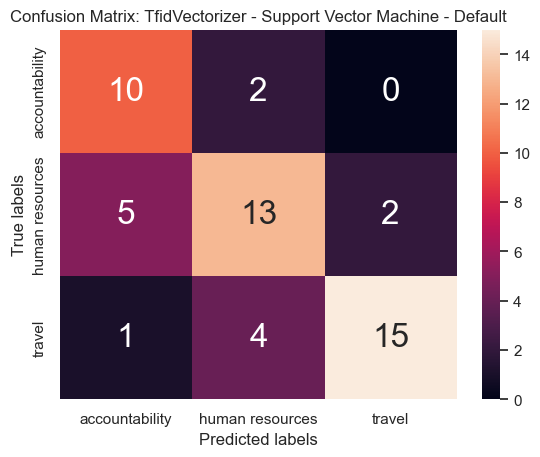 Confusion Matrix: TfidVectorizer - Support Vector Machine - Default
True labels
accountability
human resources
travel
10 2 0
5 13 2
1 4 15
accountability human resources travel
Predicted labels
14
12
10
8
6
4
2
0